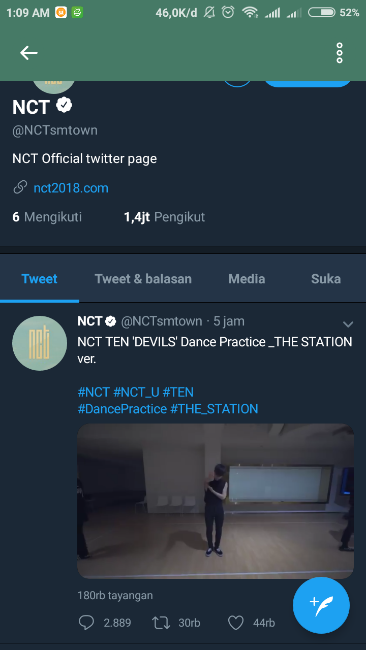 1:09 AM 46,0K/d 52%
NCT
@NCTsmtown
NCT Official twitter page
nct2018.com
6 Mengikuti 1,4jt Pengikut
Tweet Tweet & balasan Media Suka
NCT @NCTsmtown · 5 jam
nct
NCT TEN 'DEVILS' Dance Practice _THE STATION
ver.
#NCT #NCT_U #TEN
#DancePractice #THE_STATION
180rb tayangan
2.889 30rb 44rb